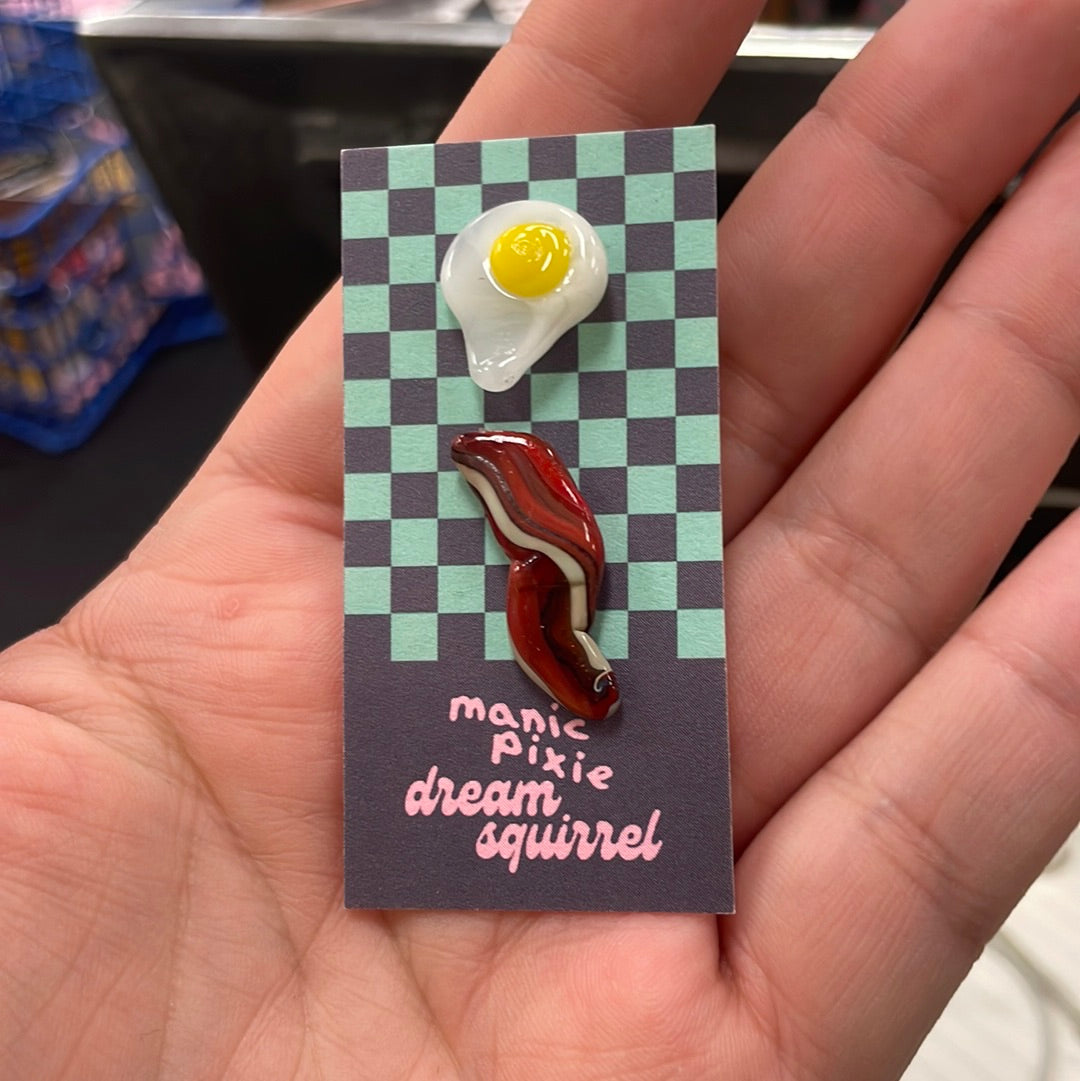 manic
pixie
dream
squirrel